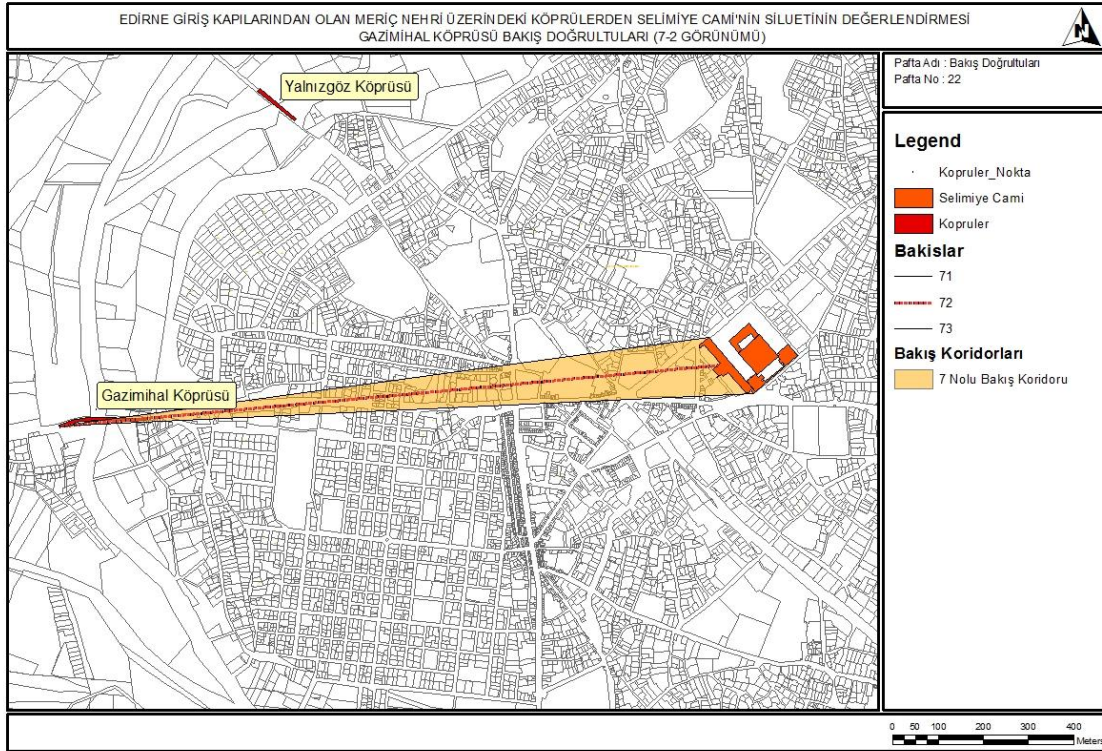 EDİRNE GİRİŞ KAPILARINDAN OLAN MERİÇ NEHRİ ÜZERİNDEKİ KÖPRÜLERDEN SELİMİYE CAMİ'NİN SİLUETİNİN DEĞERLENDİRMESİ
GAZİMİHAL KÖPRÜSÜ BAKIŞ DOĞRULTULARI (7-2 GÖRÜNÜMÜ)
N
Pafta Adı : Bakış Doğrultuları
Pafta No : 22
Yalnızgöz Köprüsü
Gazimihal Köprüsü
Legend
Kopruler_Nokta
Selimiye Cami
Kopruler
Bakislar
71
72
73
Bakış Koridorları
7 Nolu Bakış Koridoru
0 50 100 200 300 400
Meters